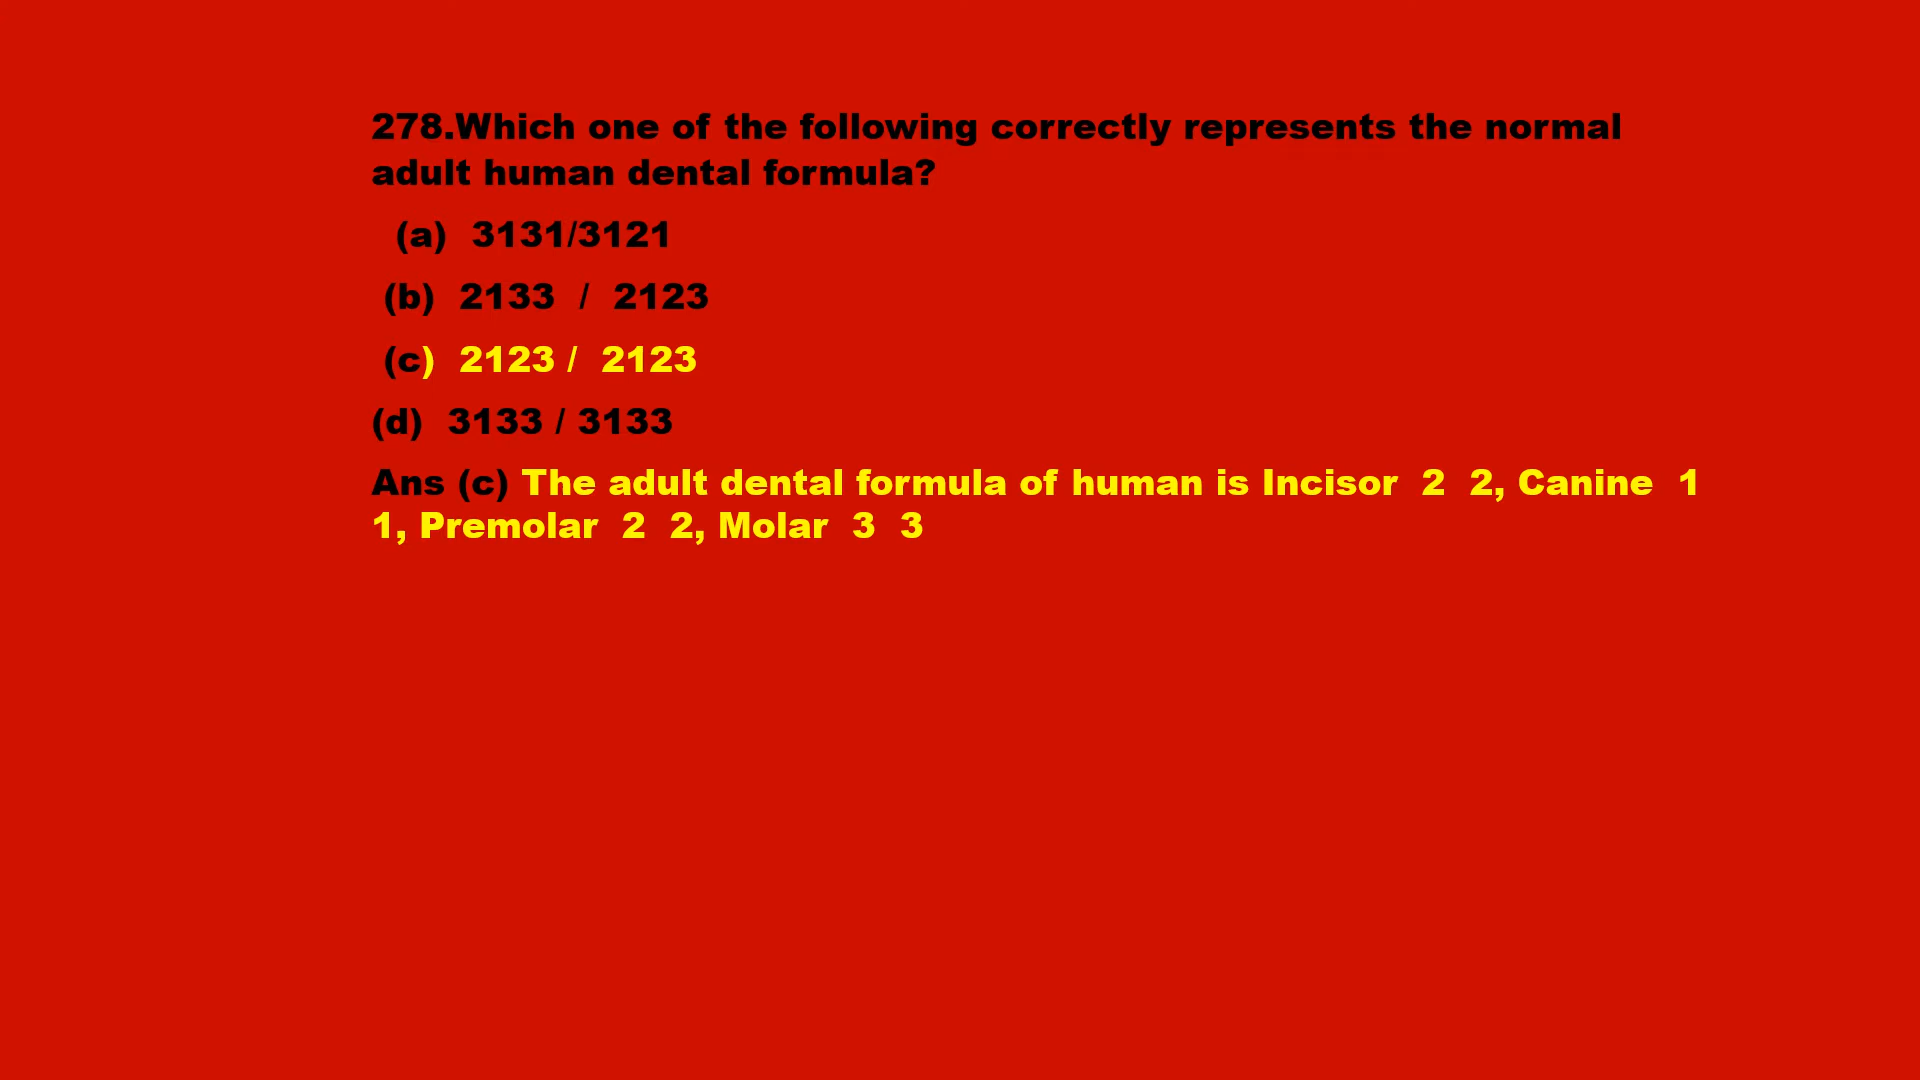 278.Which one of the following correctly represents the normal
adult human dental formula?
(a) 3131/3121
(b) 2133 / 2123
(c) 2123 / 2123
(d) 3133 / 3133
Ans (c) The adult dental formula of human is Incisor 2 2, Canine 1
1, Premolar 2 2, Molar 3 3